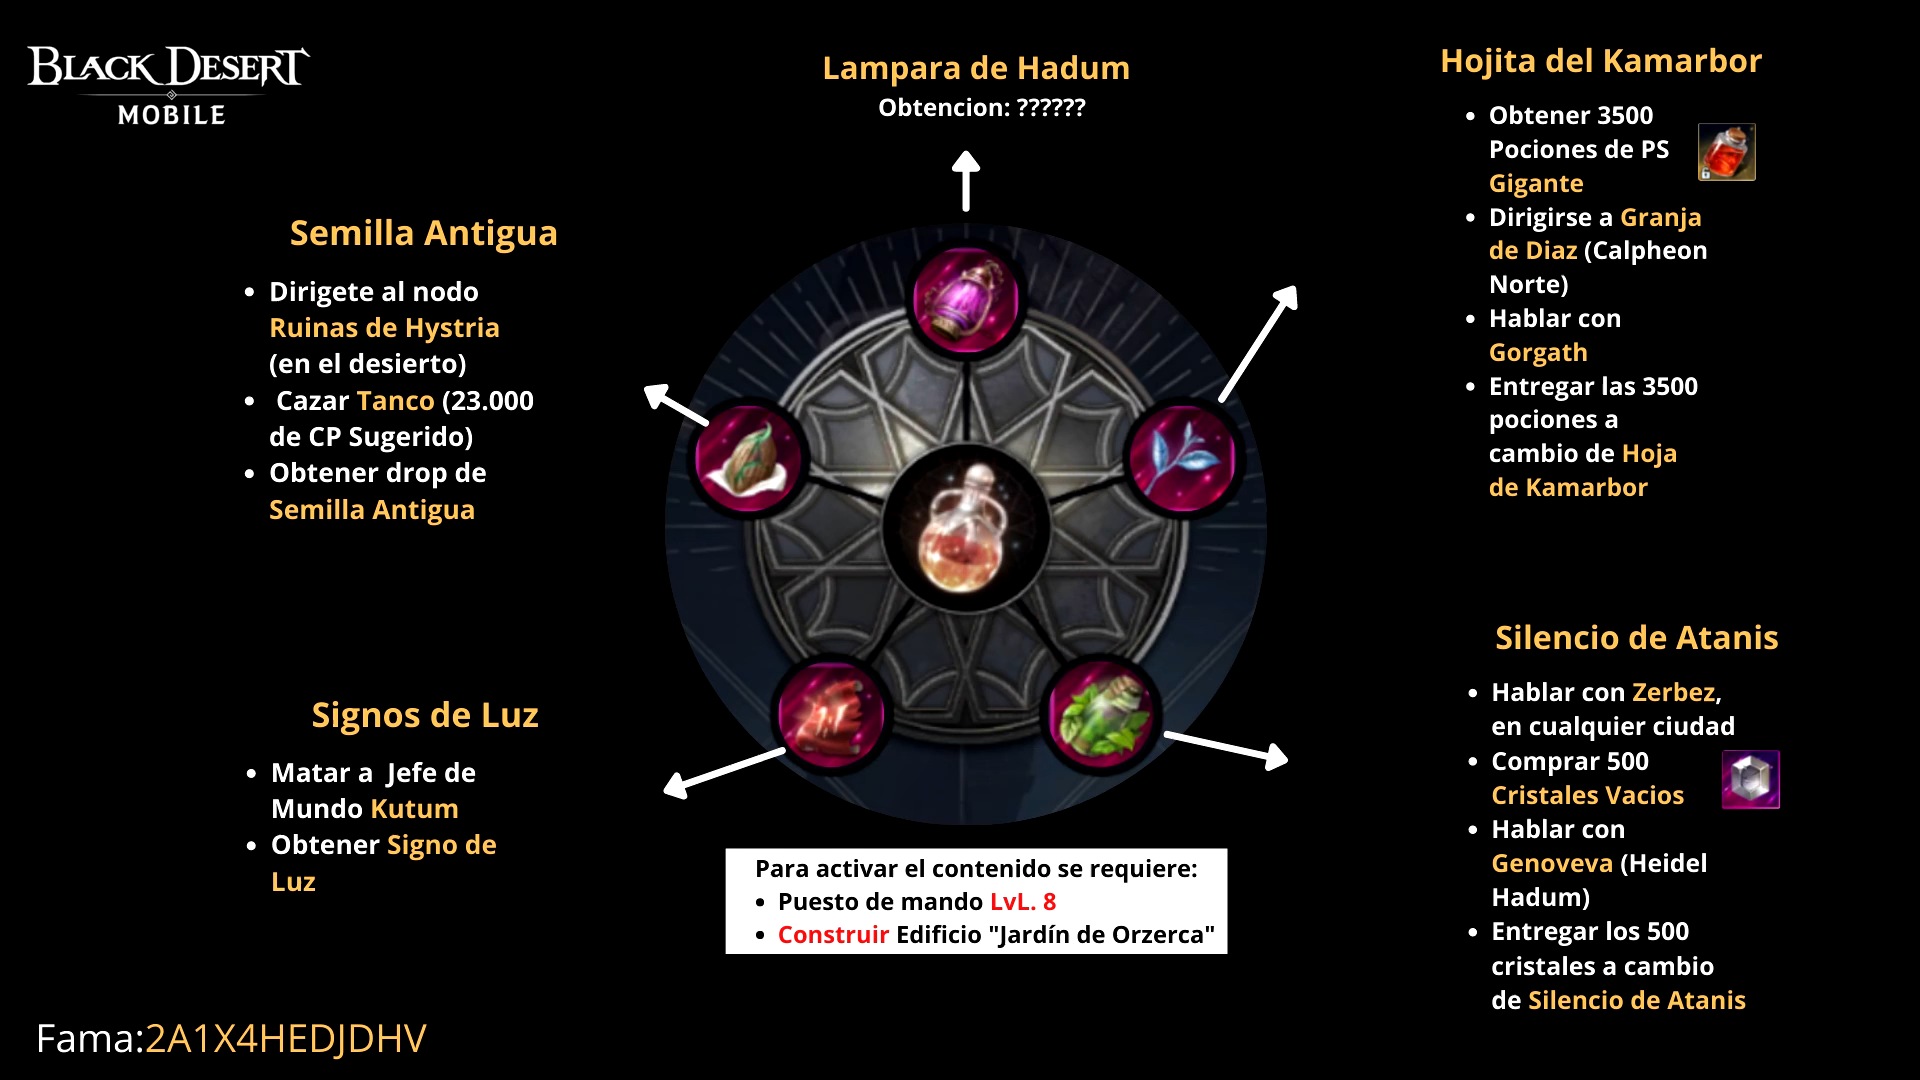 BLACK DESERT
MOBILE
Lampara de Hadum
Obtencion: ??????
Hojita del Kamarbor
• Obtener 3500
Pociones de PS
Gigante
• Dirigirse a Granja
de Diaz (Calpheon
Norte)
• Hablar con
Gorgath
• Entregar las 3500
pociones a
cambio de Hoja
de Kamarbor
Semilla Antigua
• Dirigete al nodo
Ruinas de Hystria
(en el desierto)
• Cazar Tanco (23.000
de CP Sugerido)
• Obtener drop de
Semilla Antigua
Signos de Luz
• Matar a Jefe de
Mundo Kutum
• Obtener Signo de
Luz
Silencio de Atanis
• Hablar con Zerbez,
en cualquier ciudad
• Comprar 500
Cristales Vacios
• Hablar con
Genoveva (Heidel
Hadum)
• Entregar los 500
cristales a cambio
de Silencio de Atanis
Para activar el contenido se requiere:
• Puesto de mando LvL. 8
• Construir Edificio "Jardín de Orzerca"
Fama:2A1X4HEDJDHV